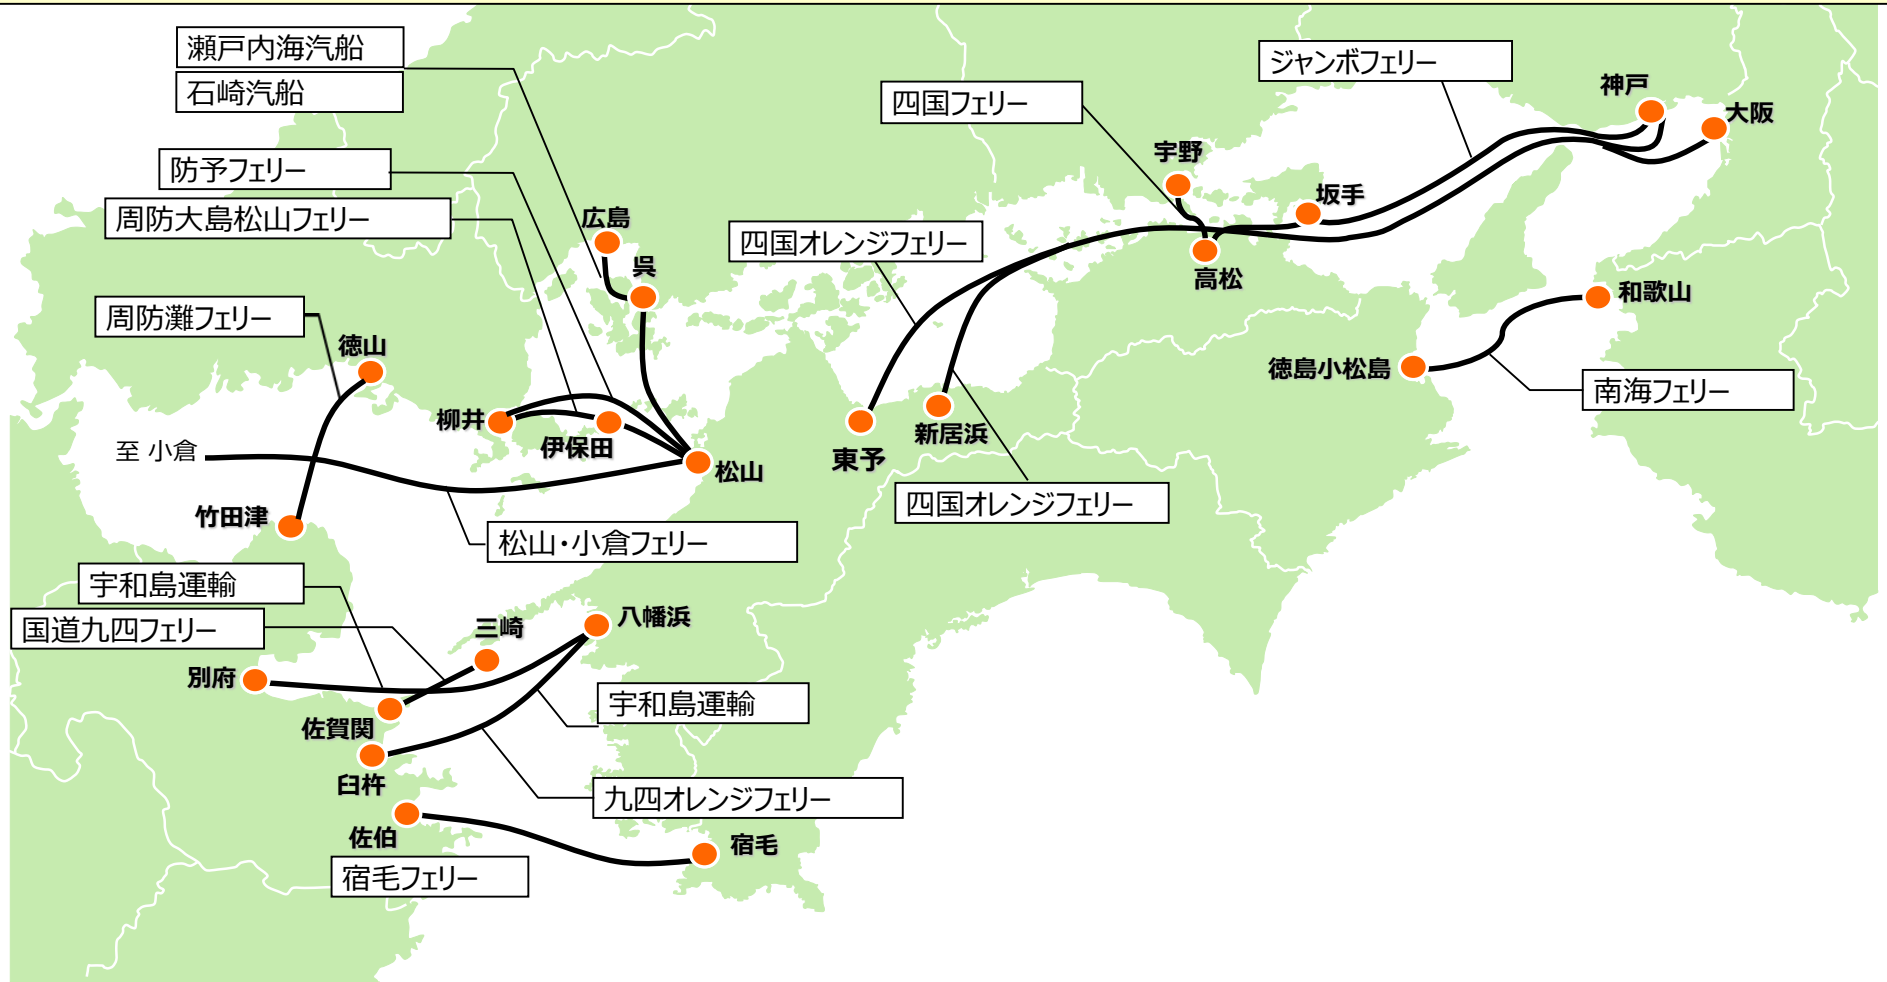 瀬戸内海汽船
石崎汽船
防予フェリー
周防大島松山フェリー
周防灘フェリー
徳山
広島
呉
柳井
伊保田
松山
至 小倉
竹田津
松山・小倉フェリー
四国フェリー
宇野
ジャンボフェリー
神戸
大阪
坂手
高松
四国オレンジフェリー
東予
新居浜
四国オレンジフェリー
徳島小松島
和歌山
南海フェリー
宇和島運輸
国道九四フェリー
三崎
八幡浜
別府
佐賀関
臼杵
宇和島運輸
九四オレンジフェリー
佐伯
宿毛フェリー
宿毛